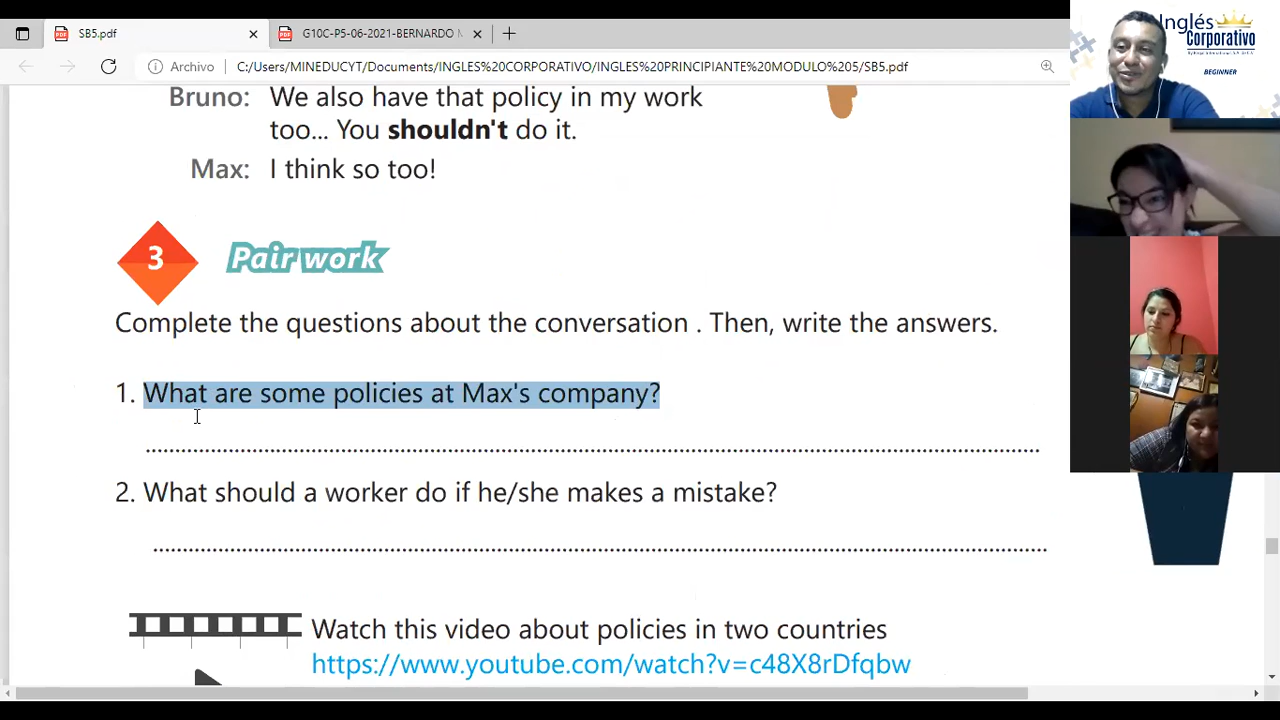 SB5.pdf
G10C-P5-06-2021-BERNARDO M
Archivo
C:/Users/MINEDUCYT/Documents/INGLES%20CORPORATIVO/INGLES%20PRINCIPIANTE%20MODULO%205/SB5.pdf
Inglés
Corporativo
BEGINNER
Bruno: We also have that policy in my work
too... You shouldn't do it.
Max: I think so too!
3 Pair work
Complete the questions about the conversation . Then, write the answers.
1. What are some policies at Max's company?
2. What should a worker do if he/she makes a mistake?
Watch this video about policies in two countries
https://www.youtube.com/watch?v=c48X8rDfqbw